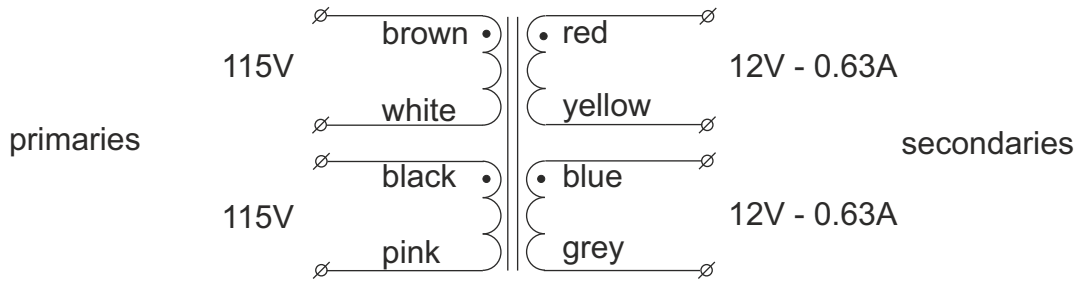 brown
red
115V
12V - 0.63A
white
yellow
primaries
secondaries
black
blue
115V
12V - 0.63A
pink
grey